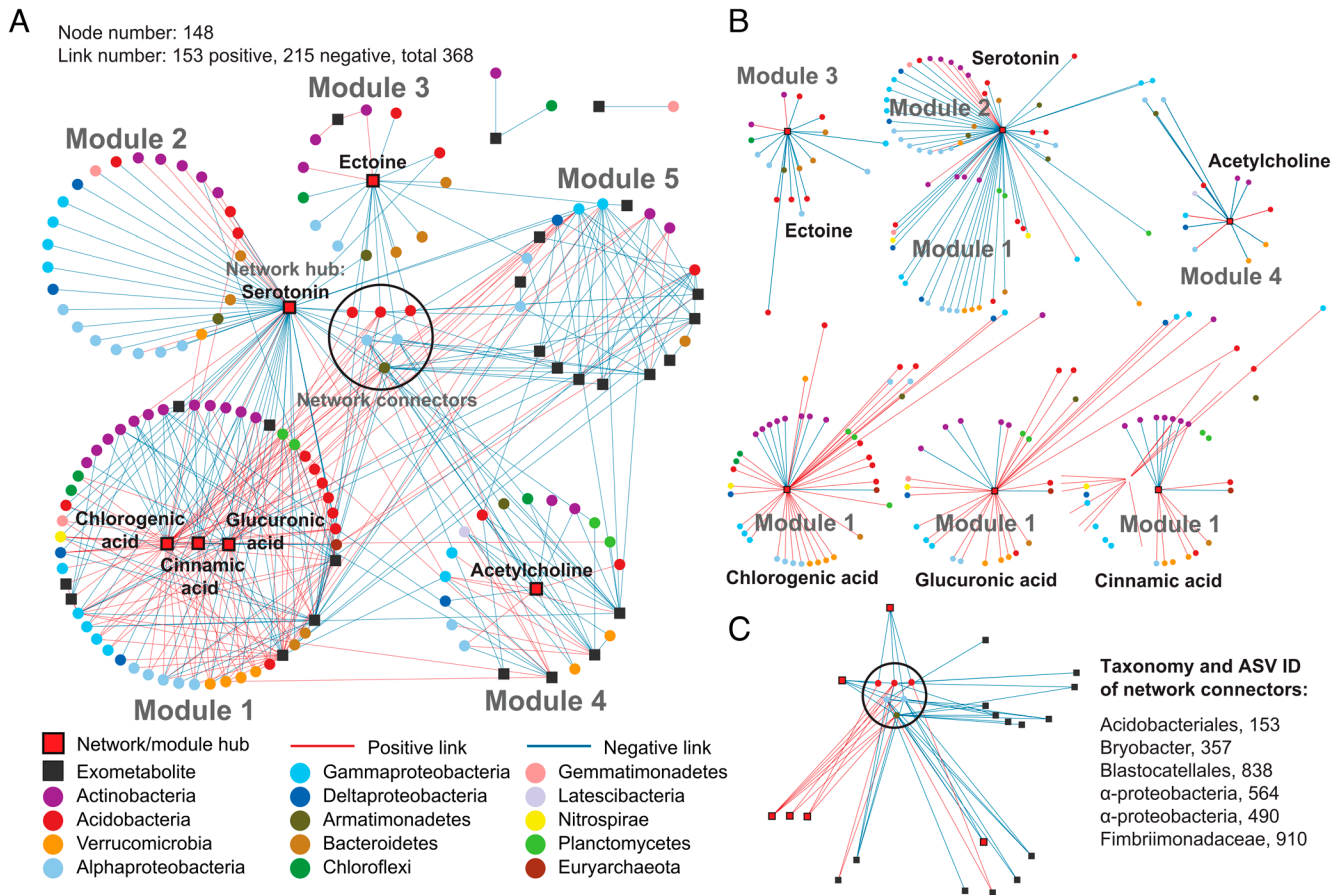 A
Node number: 148
Link number: 153 positive, 215 negative, total 368
Module 3
Module 2
Ectoine
Module 5
Network hub:
Serotonin
Network connectors
Chlorogenic
acid
Glucuronic
acid
Cinnamic
acid
Acetylcholine
Module 4
Module 1
Network/module hub
Positive link
Negative link
Exometabolite
Gammaproteobacteria
Gemmatimonadetes
Actinobacteria
Deltaproteobacteria
Latescibacteria
Acidobacteria
Armatimonadetes
Nitrospirae
Verrucomicrobia
Bacteroidetes
Planctomycetes
Alphaproteobacteria
Chloroflexi
Euryarchaeota
B
Serotonin
Module 3
Module 2
Acetylcholine
Ectoine
Module 1
Module 4
Module 1
Module 1
Module 1
Chlorogenic acid
Glucuronic acid
Cinnamic acid
C
Taxonomy and ASV ID
of network connectors:
Acidobacteriales, 153
Bryobacter, 357
Blastocatellales, 838
α-proteobacteria, 564
α-proteobacteria, 490
Fimbriimonadaceae, 910